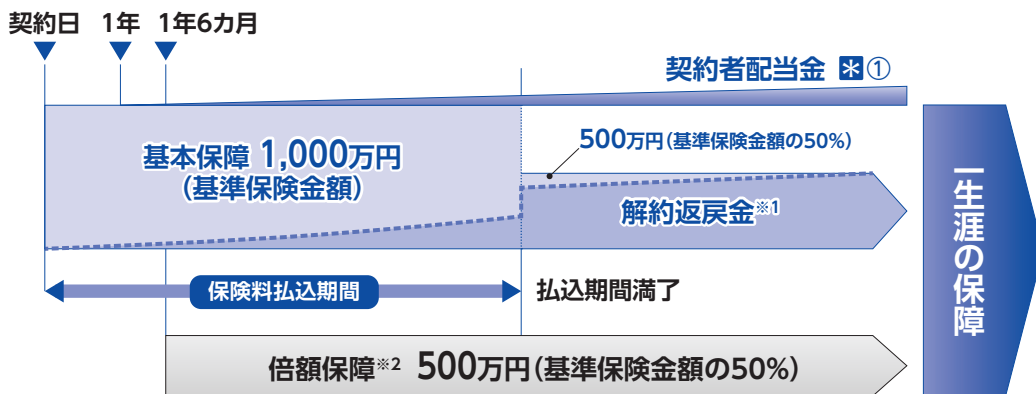 契約日 1年 1年6カ月
契約者配当金 *①
基本保障 1,000万円
(基準保険金額)
500万円(基準保険金額の50%)
解約返戻金※1
保険料払込期間
払込期間満了
倍額保障※2 500万円(基準保険金額の50%)
一生涯の保障